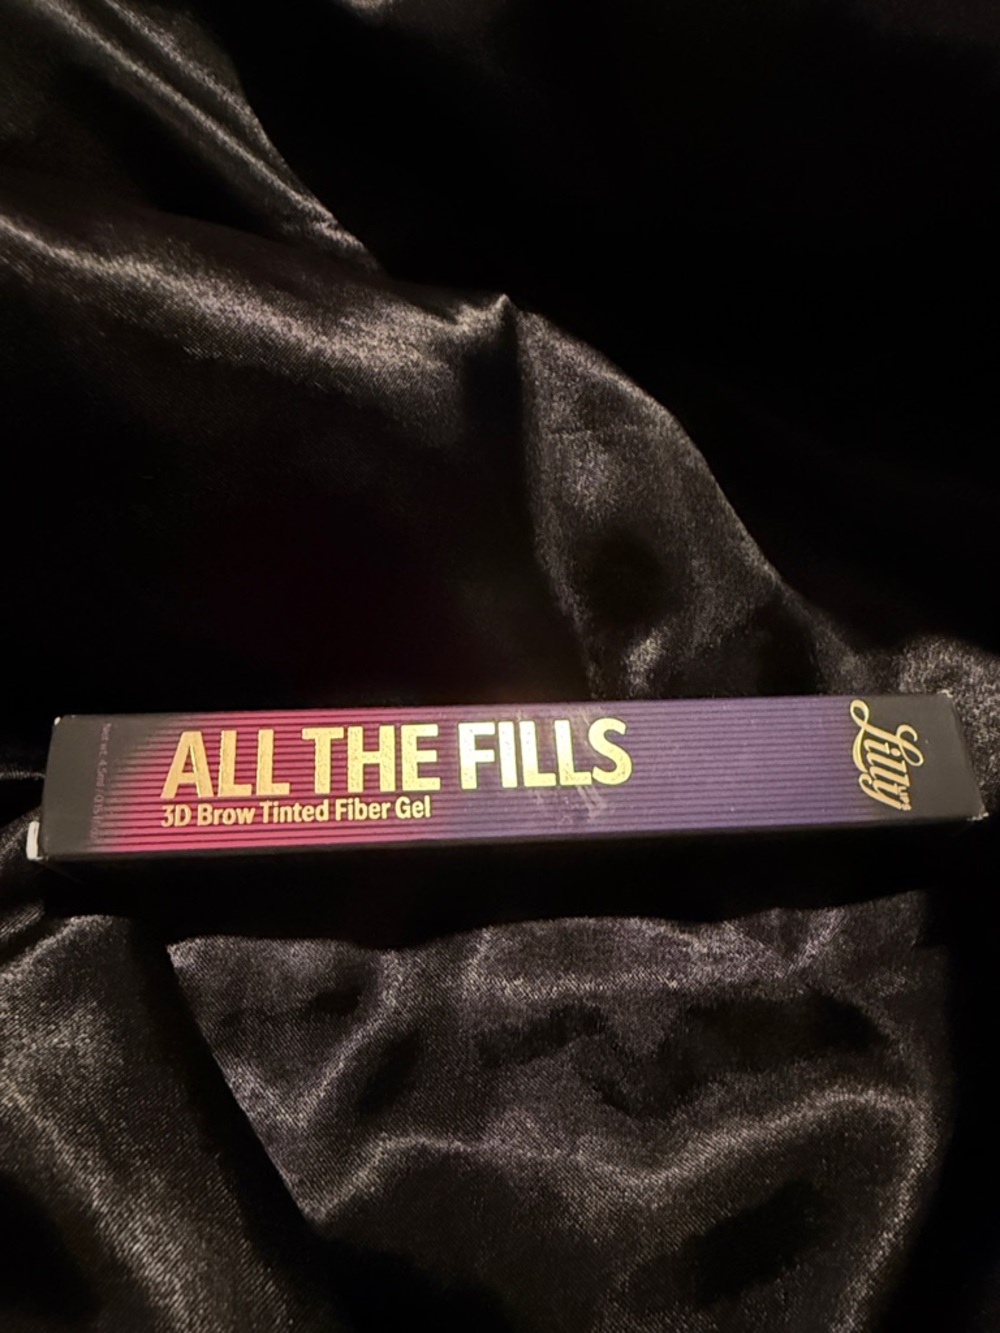 ALL THE FILLS
3D Brow Tinted Fiber Gel
Lilly